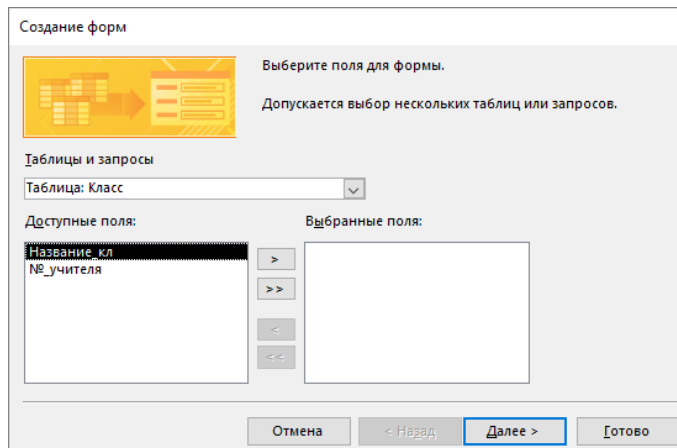 Создание форм
Выберите поля для формы.
Допускается выбор нескольких таблиц или запросов.
Таблицы и запросы
Таблица: Класс
Доступные поля:
Выбранные поля:
Название_кл
№_учителя
>
>>
<
<<
Отмена
< Назад
Далее >
Готово